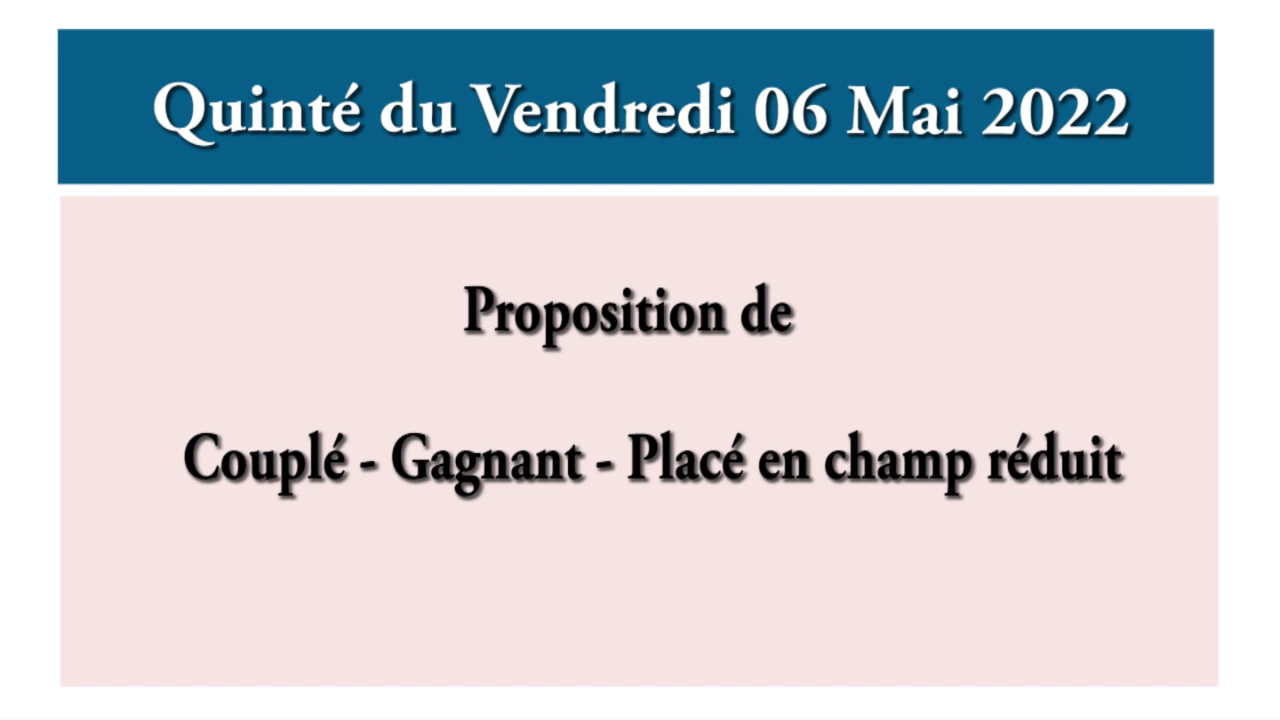 Quinté du Vendredi 06 Mai 2022
Proposition de
Couplé - Gagnant - Placé en champ réduit